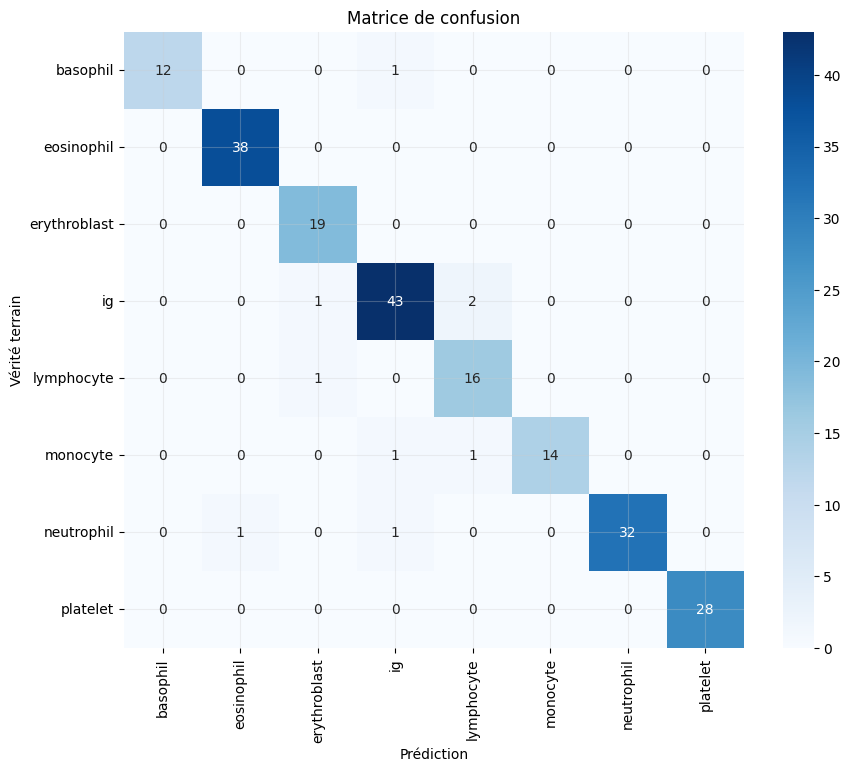 Matrice de confusion
basophil 12 0 0 1 0 0 0 0
eosinophil 0 38 0 0 0 0 0 0
erythroblast 0 0 19 0 0 0 0 0
ig 0 0 1 43 2 0 0 0
lymphocyte 0 0 1 0 16 0 0 0
monocyte 0 0 0 1 1 14 0 0
neutrophil 0 1 0 1 0 0 32 0
platelet 0 0 0 0 0 0 0 28
Vérité terrain
basophil eosinophil erythroblast ig lymphocyte monocyte neutrophil platelet
Prédiction
40
35
30
25
20
15
10
5
0